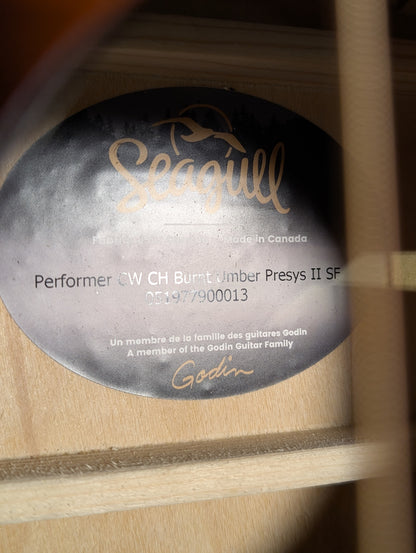 Seagull
Made in Canada
Performer CW CH Burnt Umber Presys II SF
051977900013
Un membre de la famille des guitares Godin
A member of the Godin Guitar Family
Godin